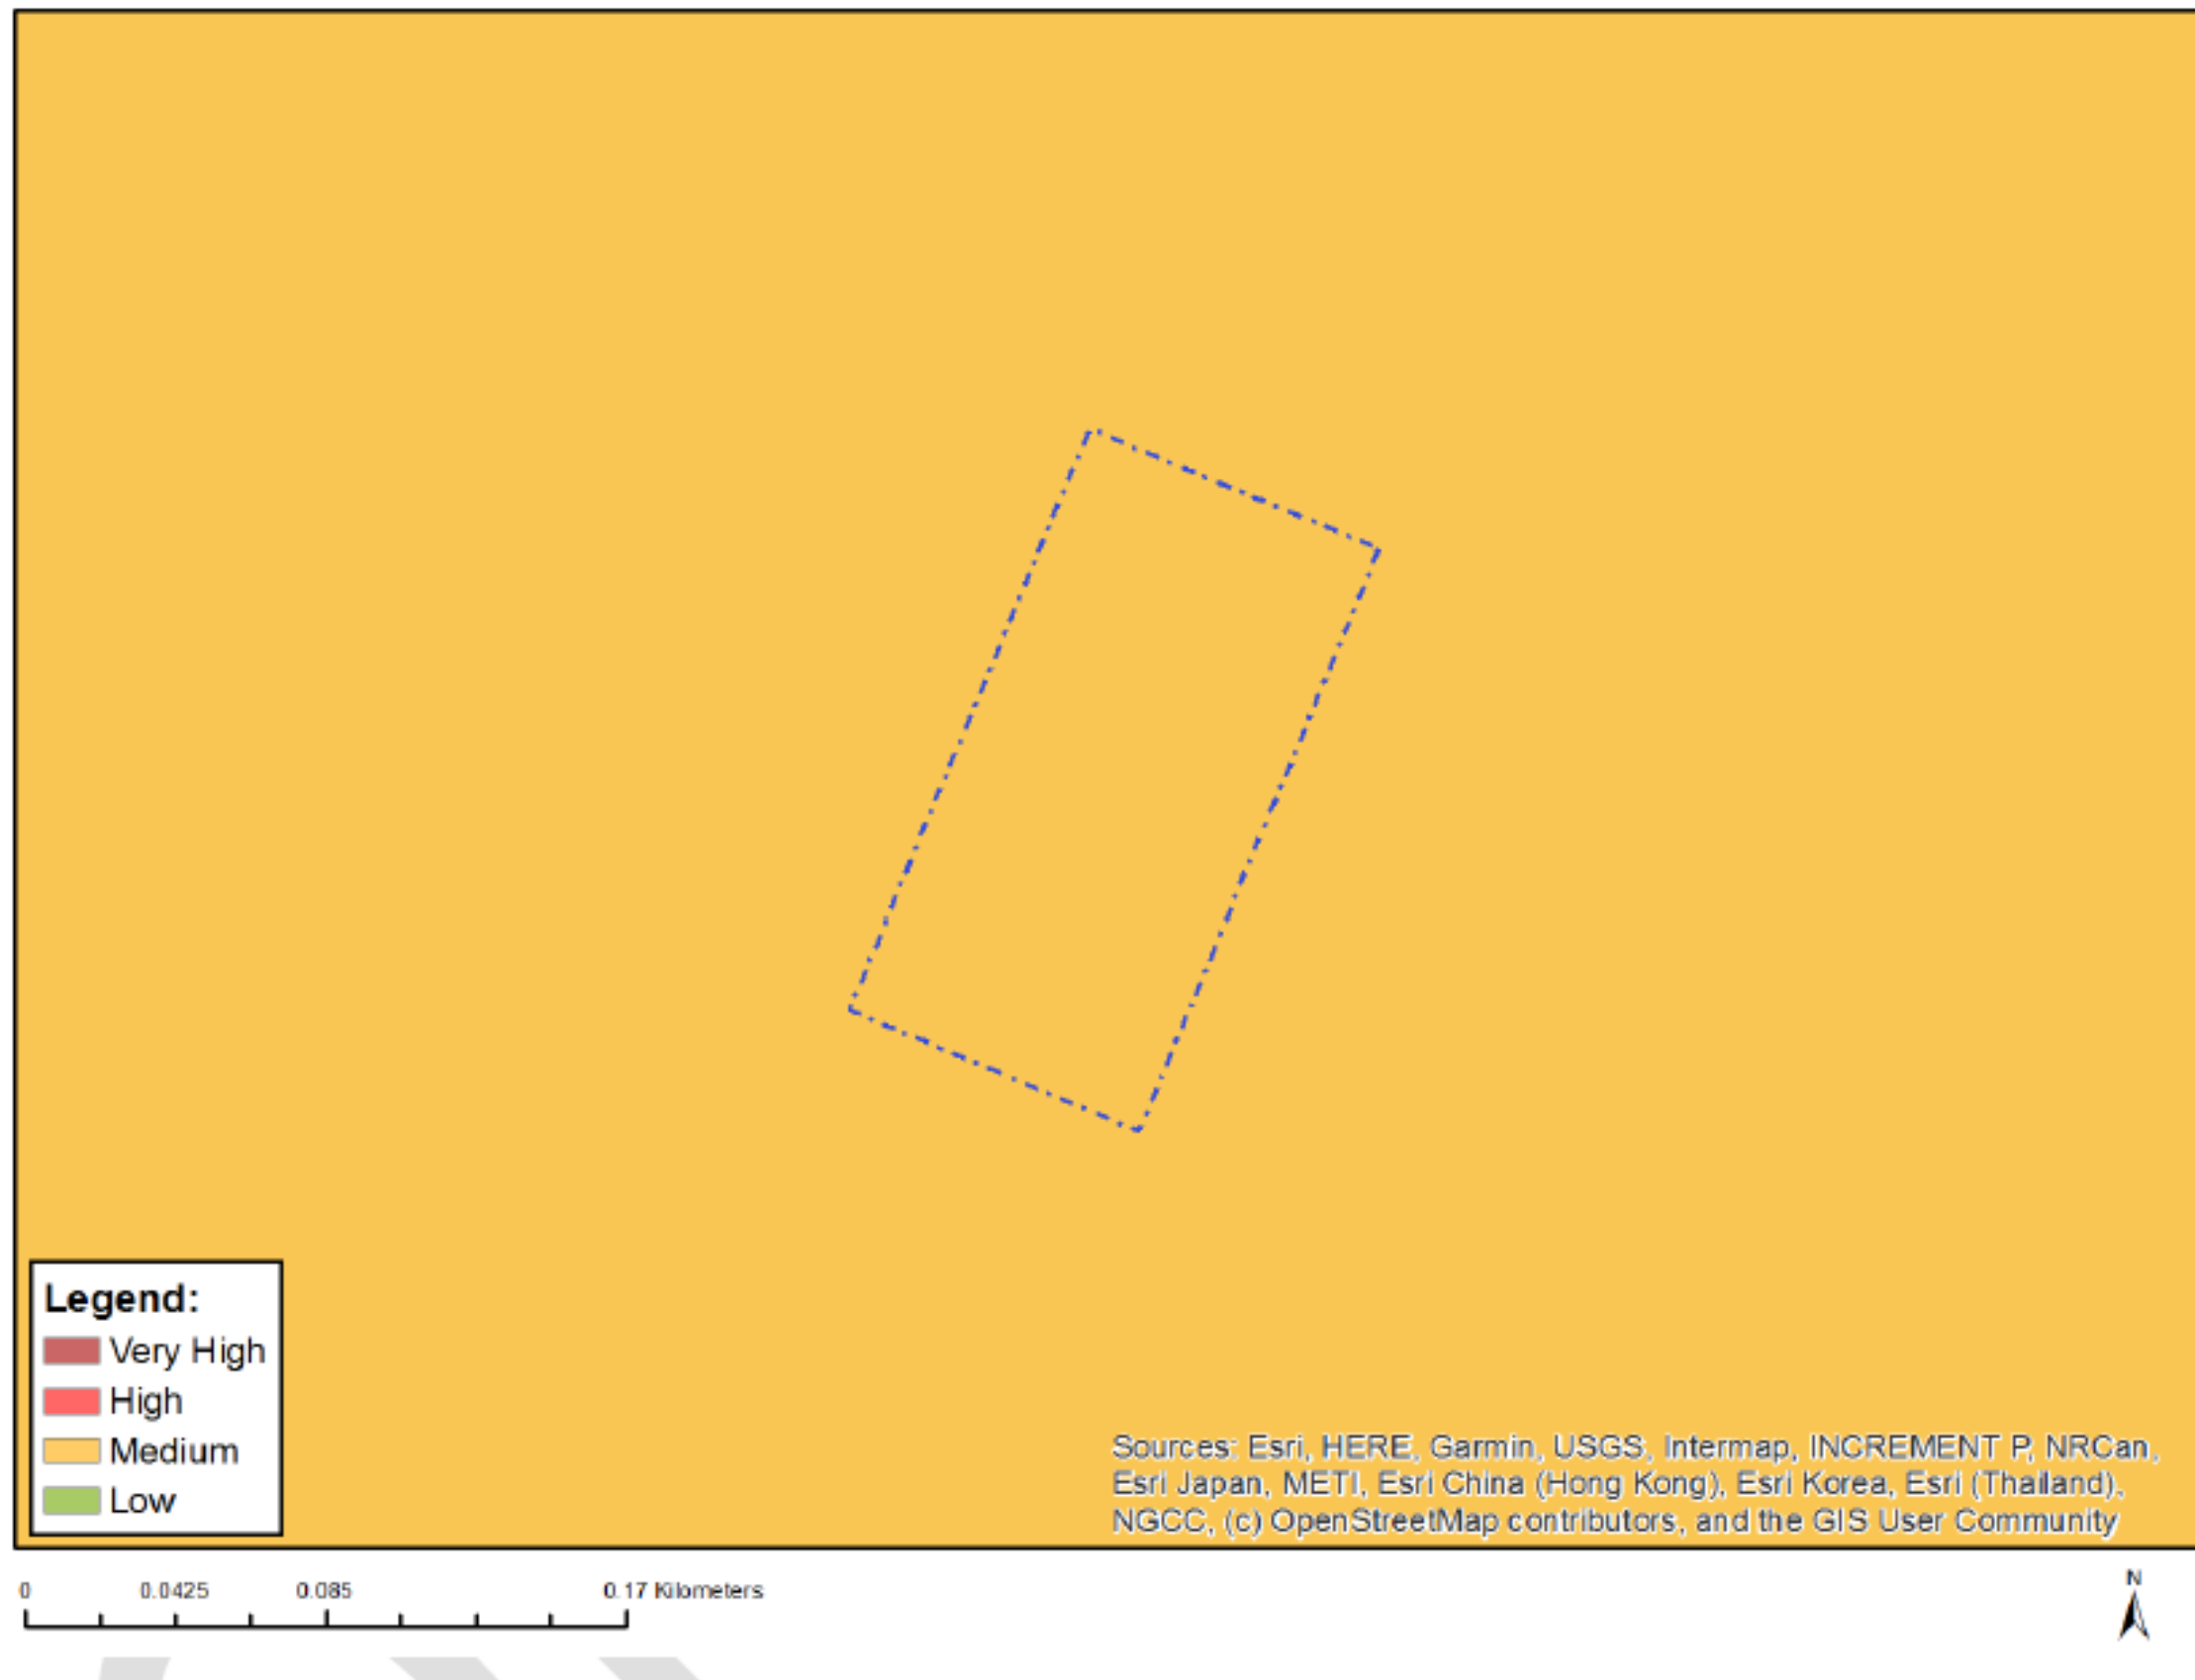 Legend:
Very High
High
Medium
Low
Sources: Esri, HERE, Garmin, USGS, Intermap, INCREMENT P, NRCan,
Esri Japan, METI, Esri China (Hong Kong), Esri Korea, Esri (Thailand),
NGCC, (c) OpenStreetMap contributors, and the GIS User Community
0 0.0425 0.085 0.17 Kilometers
N